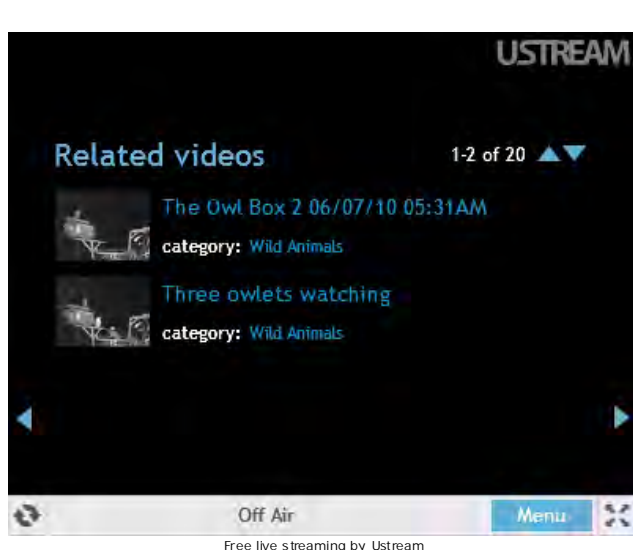 USTREAM
Related videos
1-2 of 20
The Owl Box 2 06/07/10 05:31AM
category: Wild Animals
Three owlets watching
category: Wild Animals
Off Air
Menu
Free live streaming by Ustream